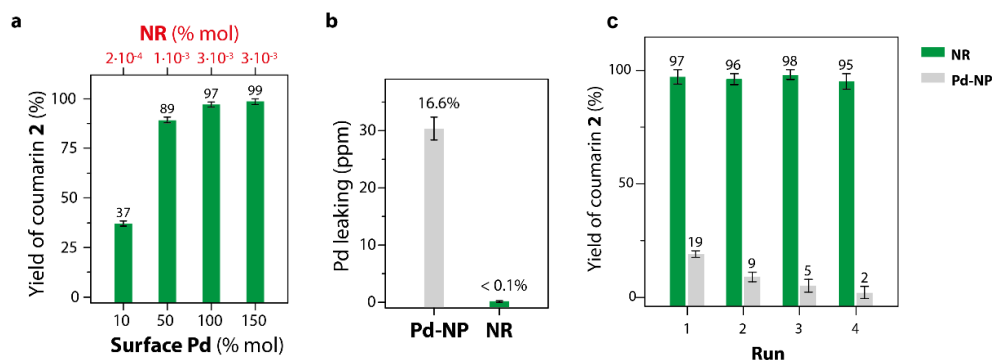 a
NR (% mol)
2·10⁻⁴ 1·10⁻³ 3·10⁻³ 3·10⁻³
Yield of coumarin 2 (%)
100
75
50
25
0
37
89
97
99
10 50 100 150
Surface Pd (% mol)
b
Pd leaking (ppm)
30
20
10
0
16.6%
< 0.1%
Pd-NP NR
c
Yield of coumarin 2 (%)
100
50
0
97 96 98 95
19 9 5 2
1 2 3 4
Run
NR
Pd-NP